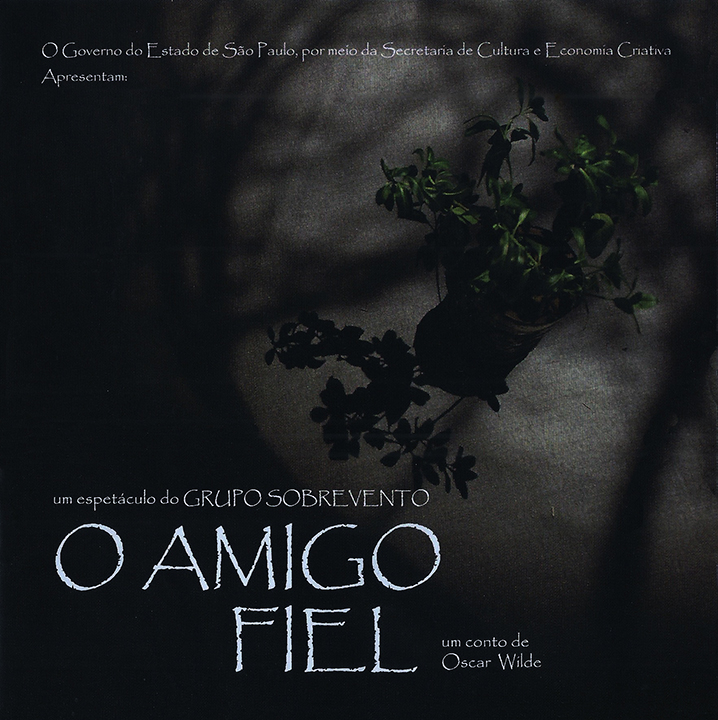 O Governo do Estado de São Paulo, por meio da Secretaria de Cultura e Economia Criativa
Apresentam:
um espetáculo do GRUPO SOBREVENTO
O AMIGO
FIEL
um conto de
Oscar Wilde